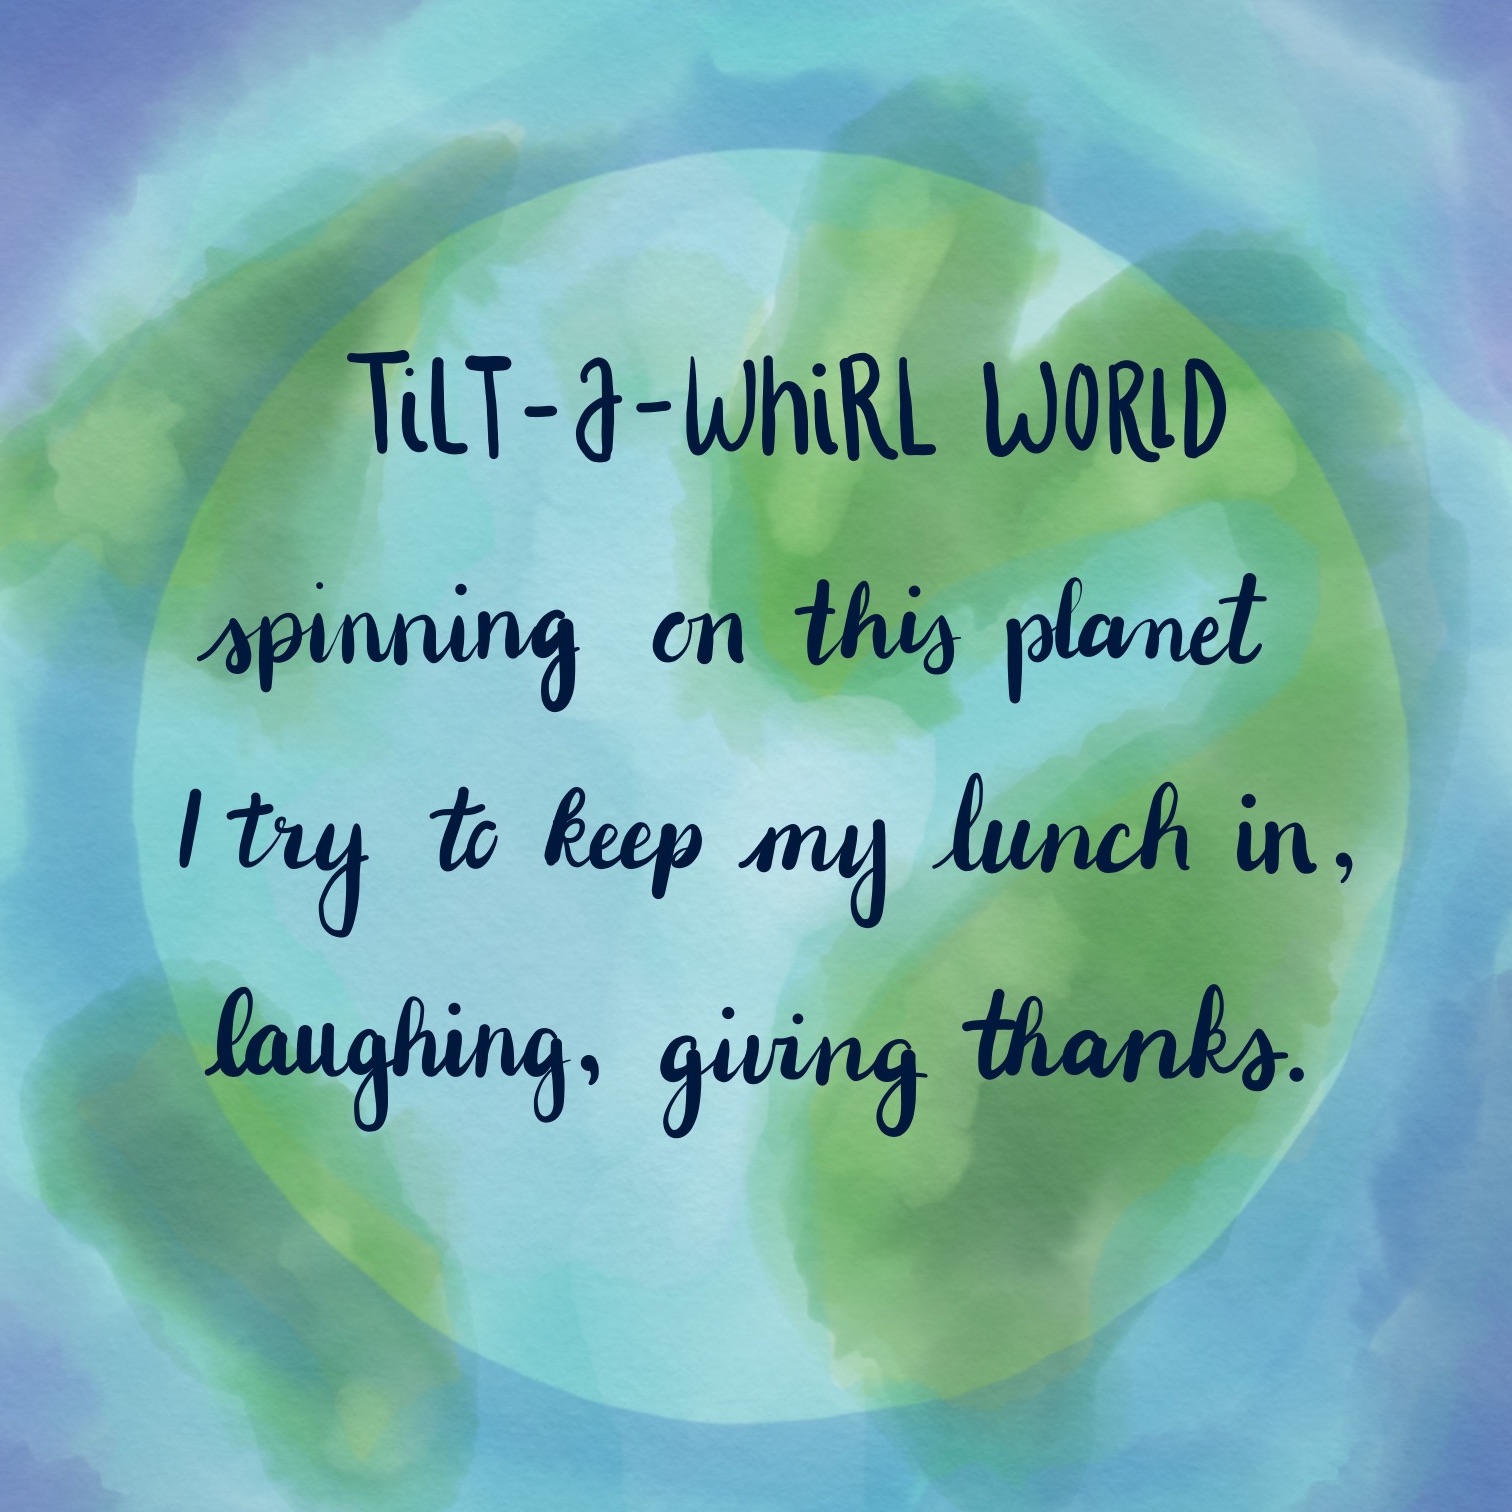 TiLT-a-WhiRL WORLD
spinning on this planet
I try to keep my lunch in,
laughing, giving thanks.